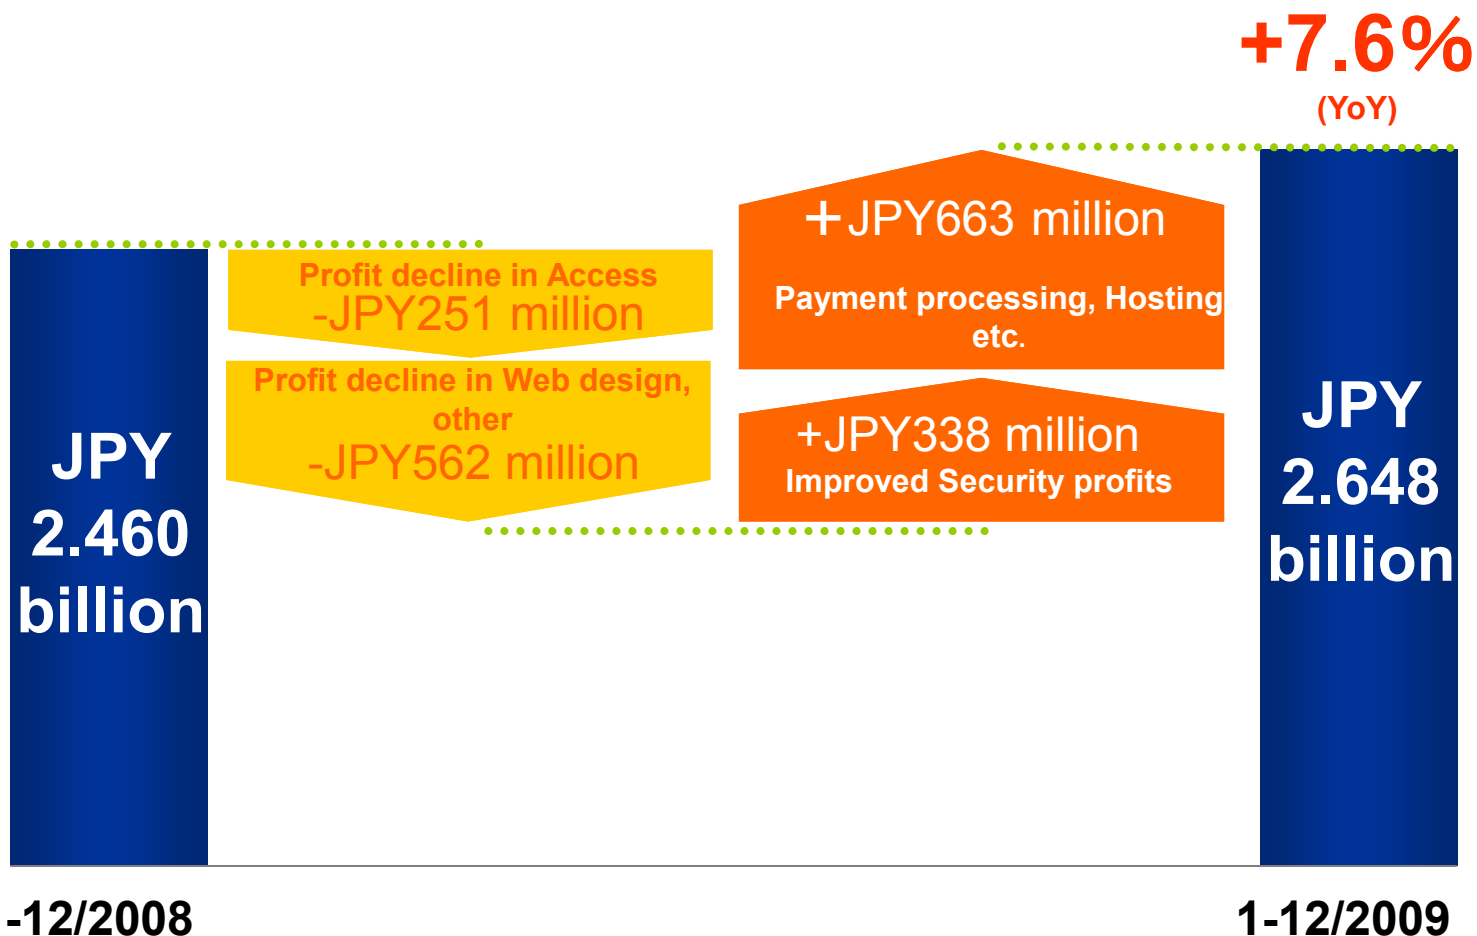 +7.6%
(YoY)
+JPY663 million
Payment processing, Hosting
etc.
Profit decline in Access
-JPY251 million
Profit decline in Web design,
other
-JPY562 million
+JPY338 million
Improved Security profits
JPY
2.460
billion
JPY
2.648
billion
-12/2008
1-12/2009